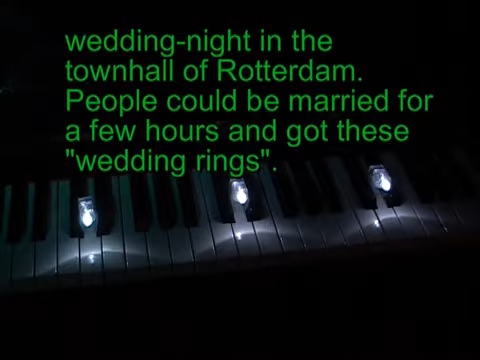 wedding-night in the
townhall of Rotterdam.
People could be married for
a few hours and got these
"wedding rings".